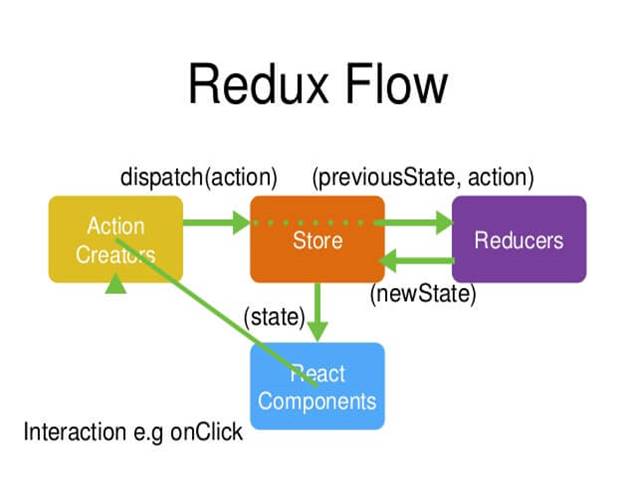 Redux Flow
dispatch(action)
(previousState, action)
Action
Creators
Store
Reducers
(newState)
(state)
React
Components
Interaction e.g onClick